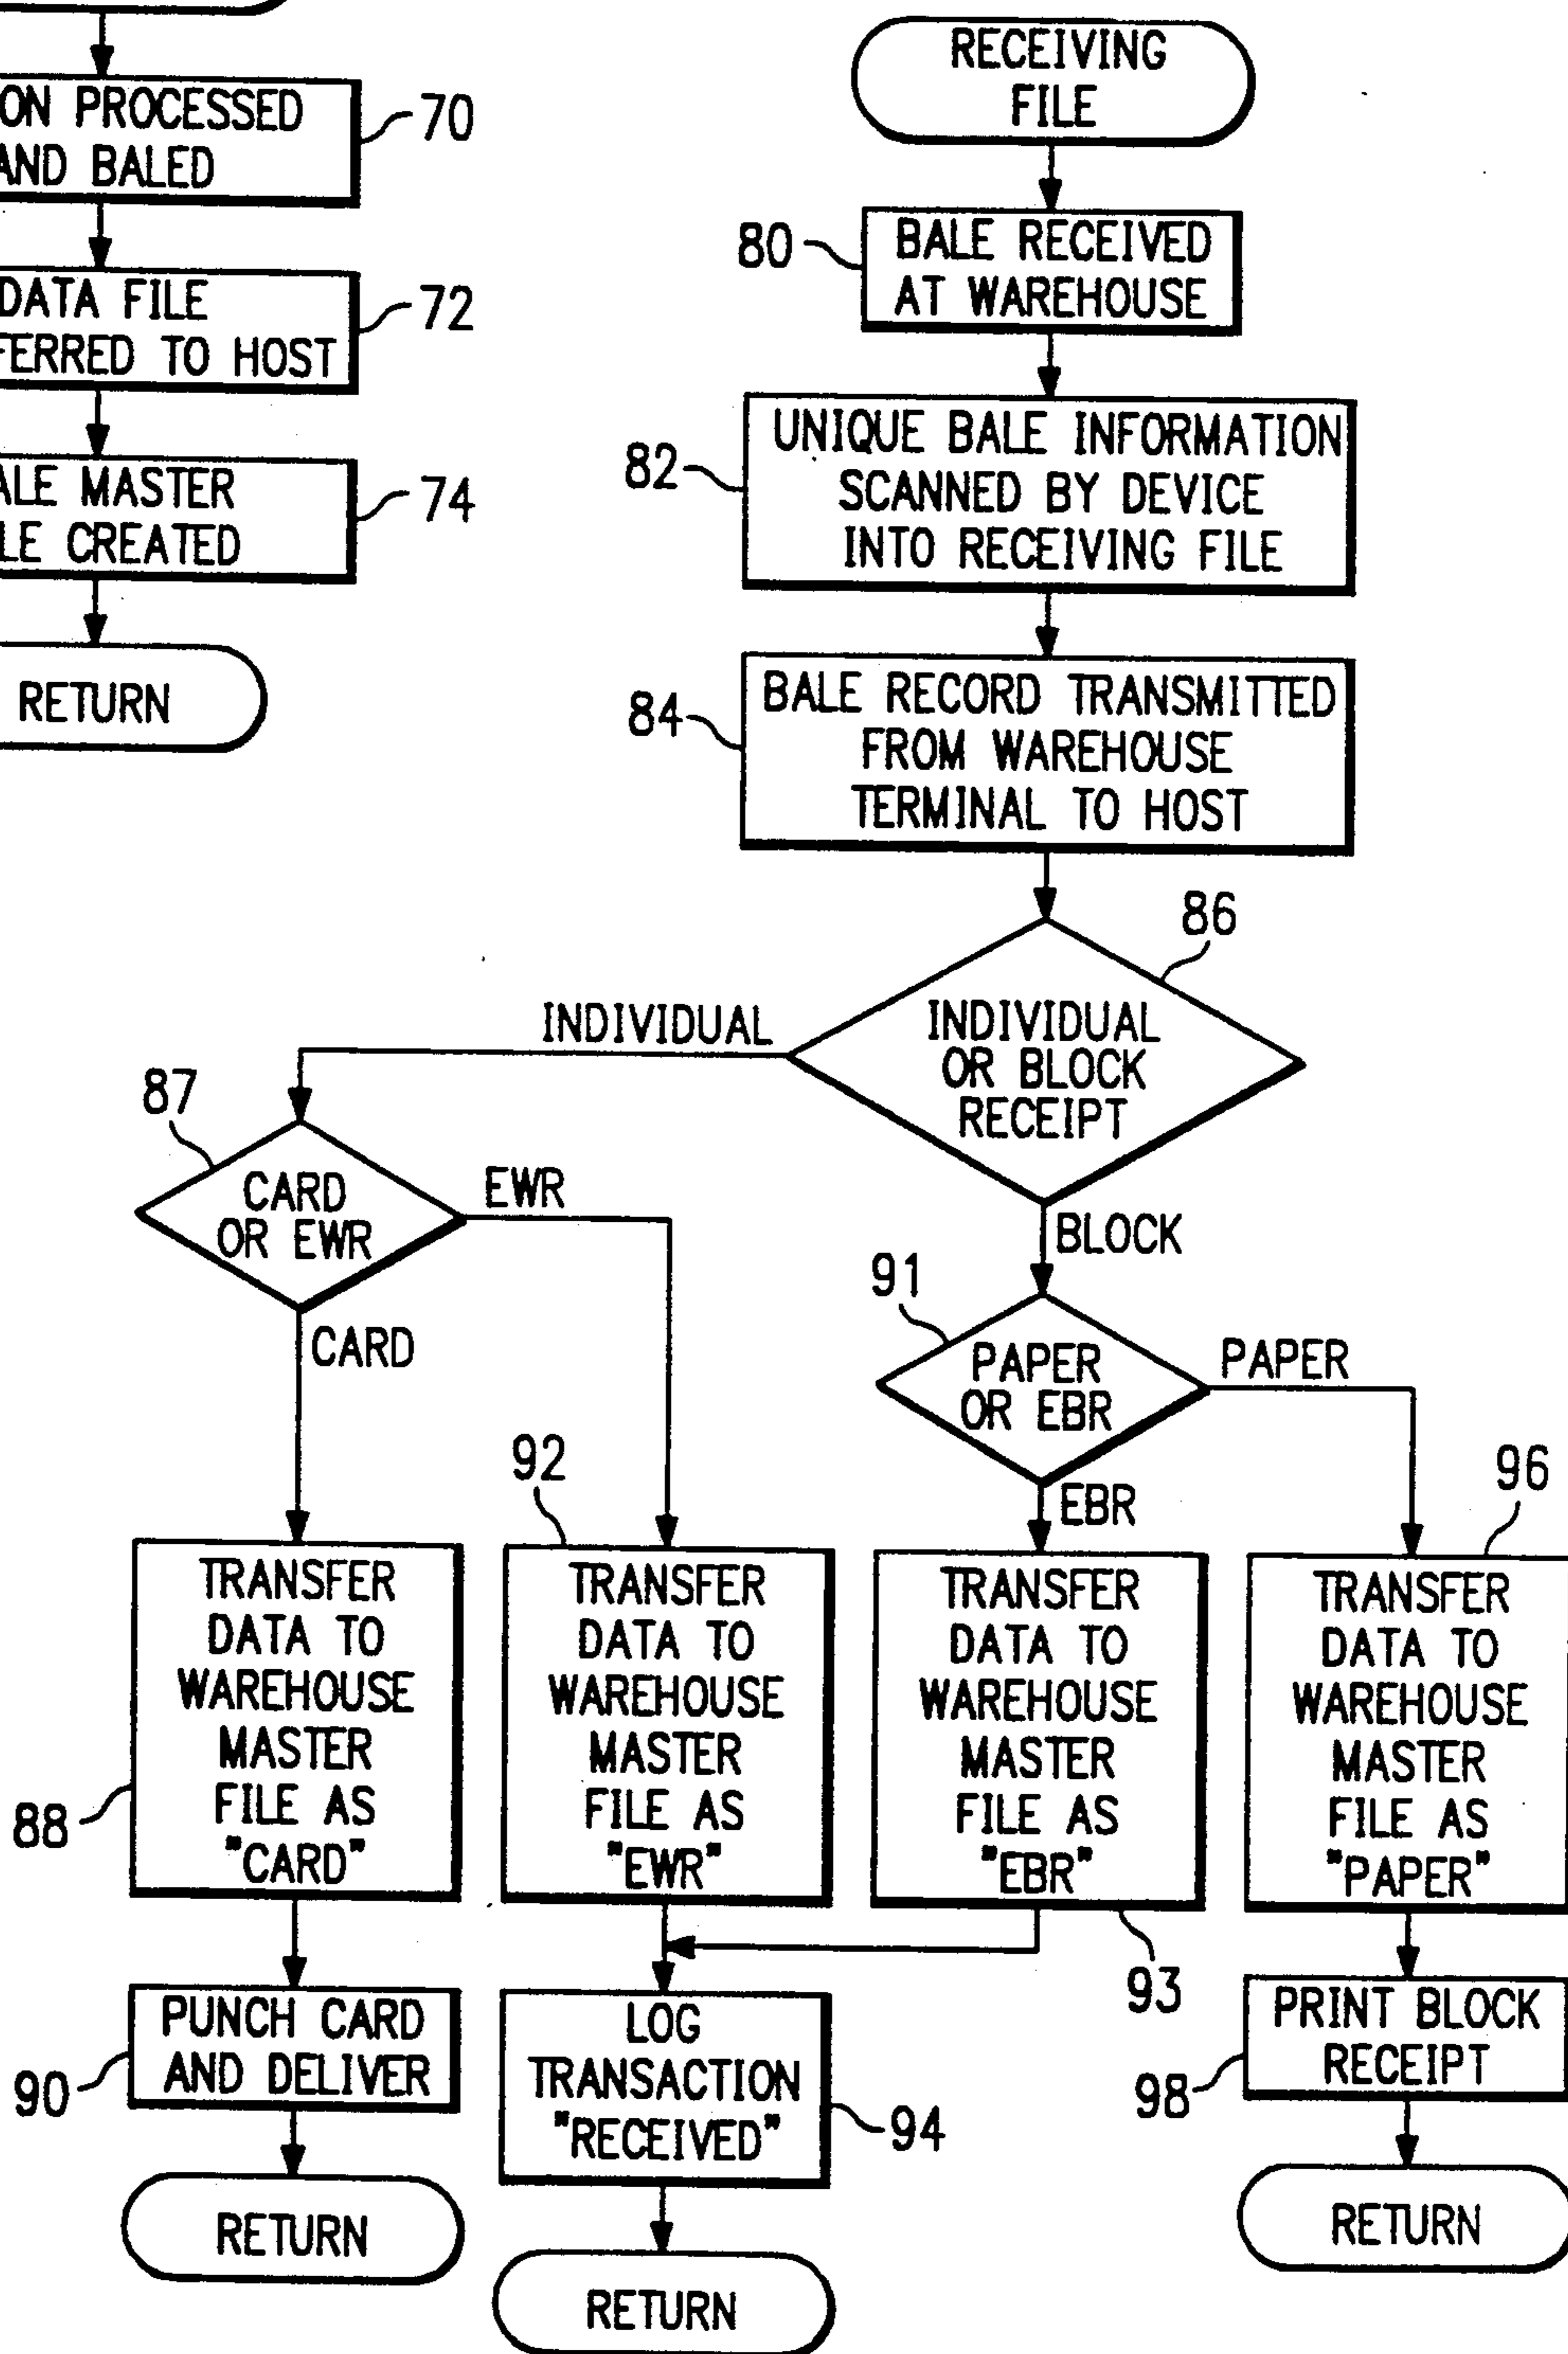 ON PROCESSED
AND BALED
70
DATA FILE
FERRED TO HOST
72
ALE MASTER
LE CREATED
74
RETURN
RECEIVING
FILE
80
BALE RECEIVED
AT WAREHOUSE
82
UNIQUE BALE INFORMATION
SCANNED BY DEVICE
INTO RECEIVING FILE
84
BALE RECORD TRANSMITTED
FROM WAREHOUSE
TERMINAL TO HOST
86
INDIVIDUAL
OR BLOCK
RECEIPT
INDIVIDUAL
87
CARD
OR EWR
EWR
CARD
BLOCK
91
PAPER
OR EBR
PAPER
EBR
88
TRANSFER
DATA TO
WAREHOUSE
MASTER
FILE AS
"CARD"
92
TRANSFER
DATA TO
WAREHOUSE
MASTER
FILE AS
"EWR"
TRANSFER
DATA TO
WAREHOUSE
MASTER
FILE AS
"EBR"
93
96
TRANSFER
DATA TO
WAREHOUSE
MASTER
FILE AS
"PAPER"
90
PUNCH CARD
AND DELIVER
RETURN
LOG
TRANSACTION
"RECEIVED"
94
RETURN
98
PRINT BLOCK
RECEIPT
RETURN